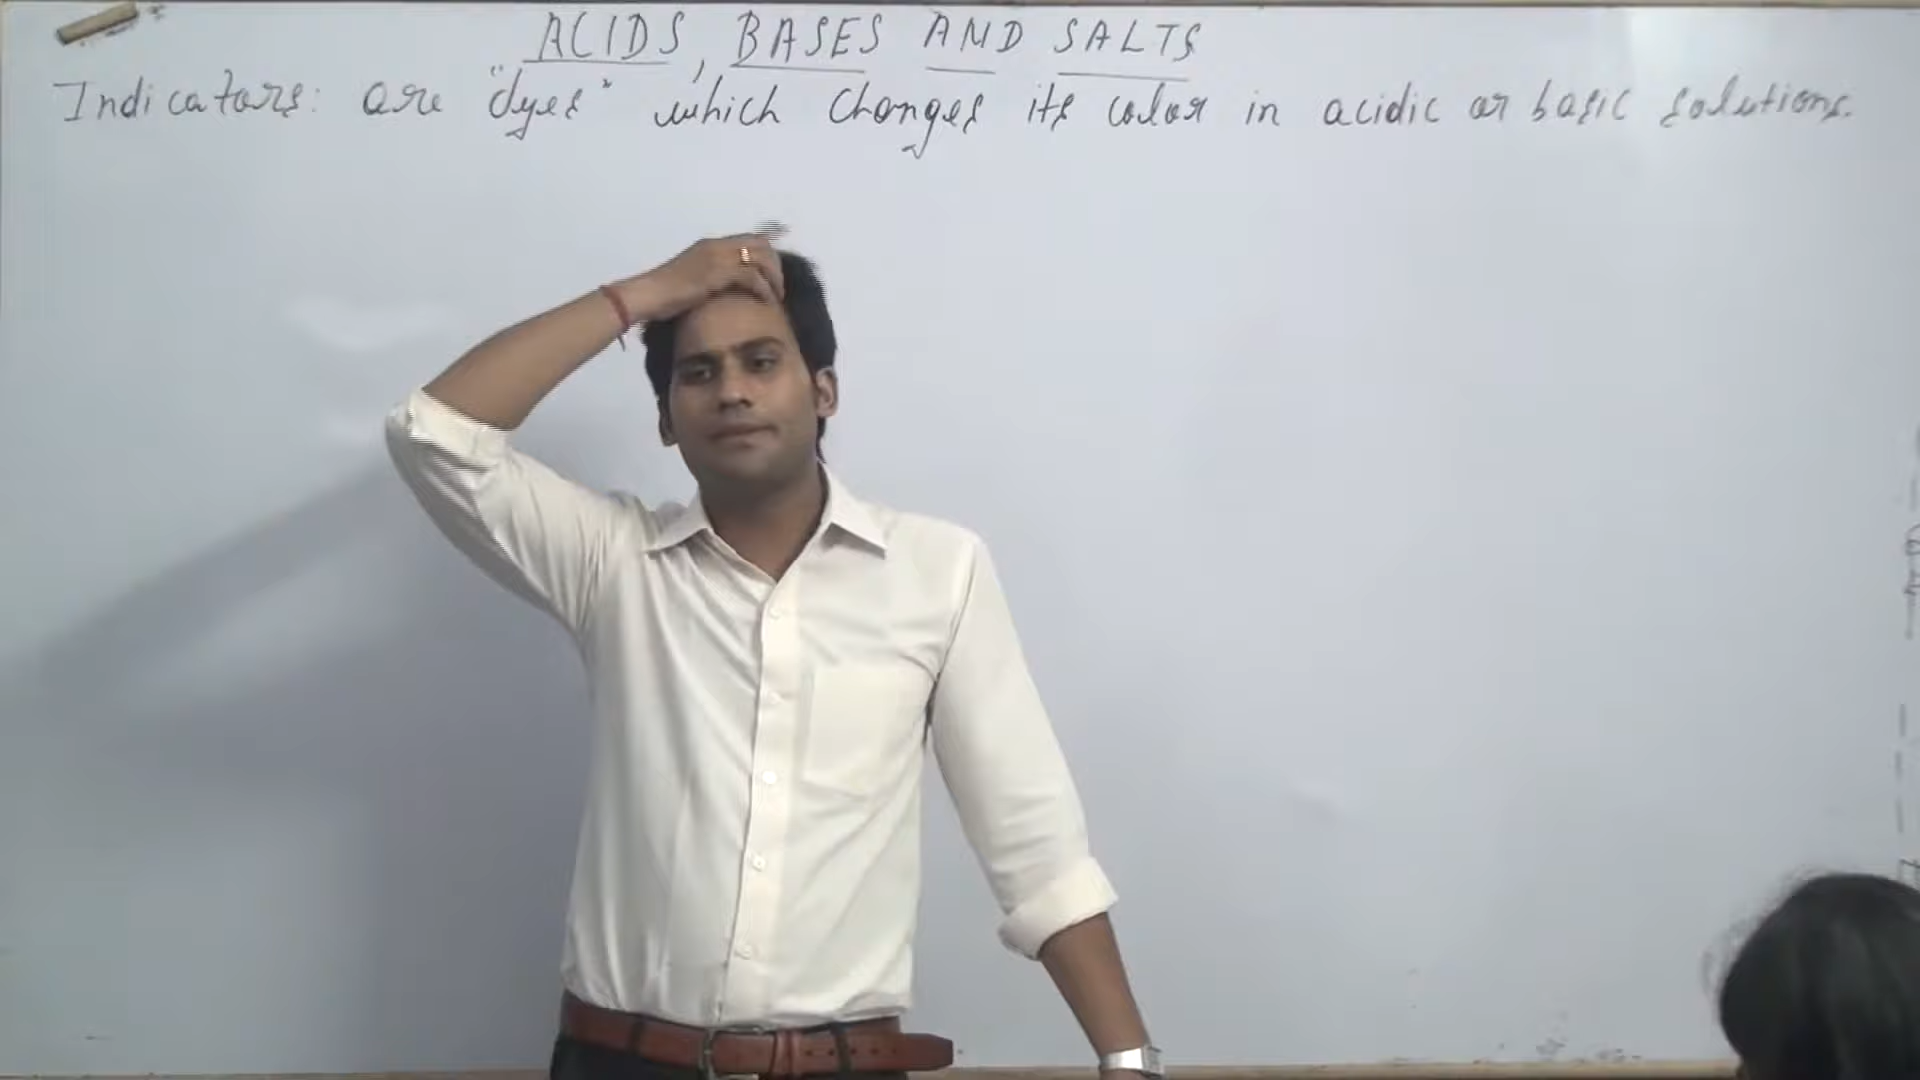 ACIDS, BASES AND SALTS
Indicators: are "dyes" which changes its color in acidic or basic solutions.